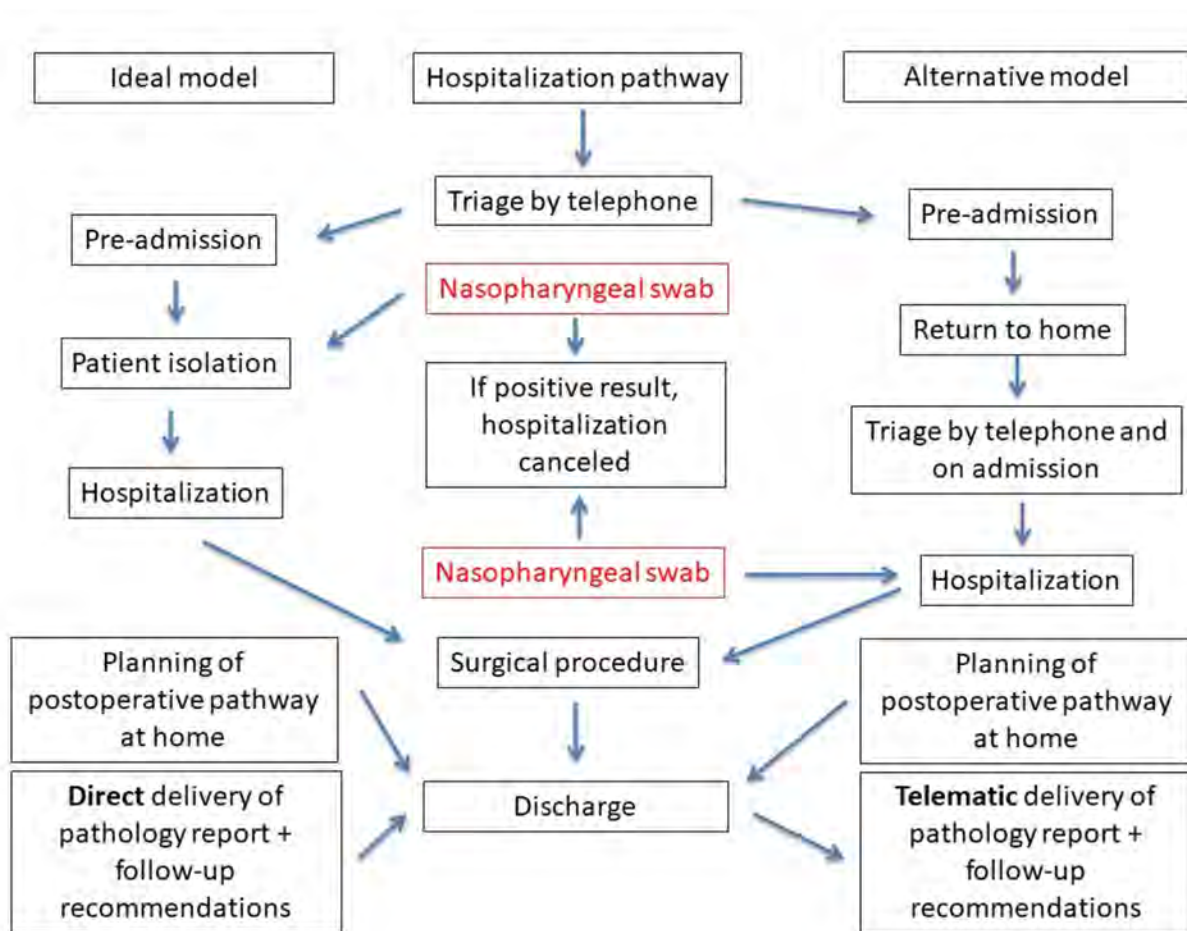 Ideal model
Hospitalization pathway
Alternative model
Triage by telephone
Pre-admission
Pre-admission
Nasopharyngeal swab
Return to home
Patient isolation
If positive result,
hospitalization
canceled
Triage by telephone and
on admission
Hospitalization
Nasopharyngeal swab
Hospitalization
Surgical procedure
Planning of
postoperative pathway
at home
Planning of
postoperative pathway
at home
Discharge
Direct delivery of
pathology report +
follow-up
recommendations
Telematic delivery of
pathology report +
follow-up
recommendations